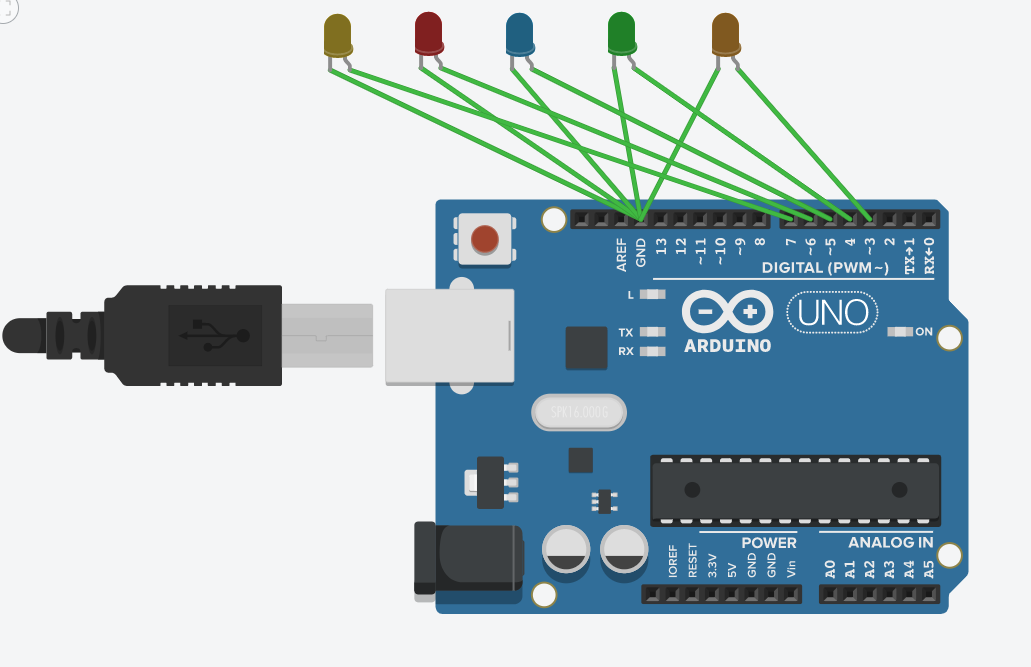 AREF
GND
13
12
~11
~10
~9
8
7
~6
~5
4
~3
2
TX→1
RX←0
DIGITAL (PWM~)
L
TX
RX
UNO
ARDUINO
ON
SPK16.000G
POWER
ANALOG IN
IOREF
RESET
3.3V
5V
GND
GND
Vin
A0
A1
A2
A3
A4
A5